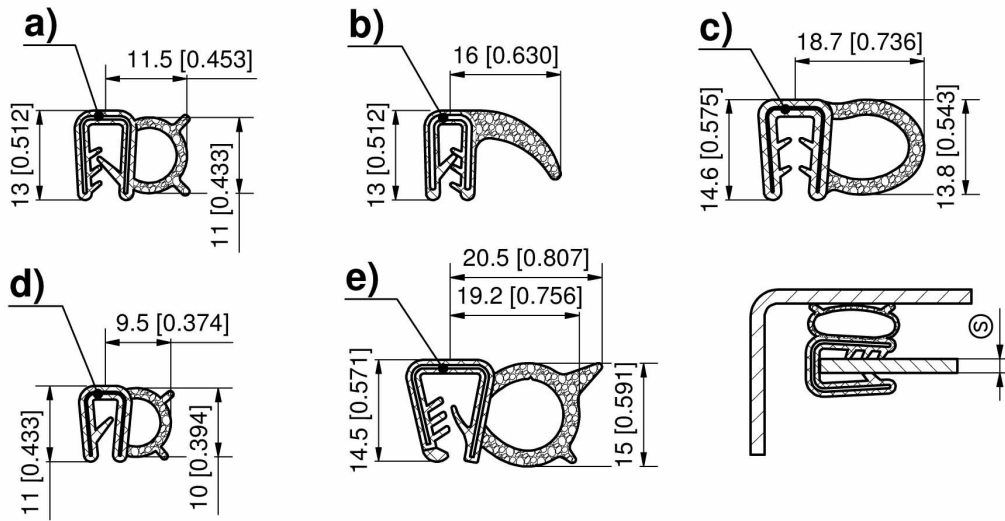 a)
11.5 [0.453]
13 [0.512]
11 [0.433]
b)
16 [0.630]
13 [0.512]
c)
18.7 [0.736]
14.6 [0.575]
13.8 [0.543]
d)
9.5 [0.374]
11 [0.433]
10 [0.394]
e)
20.5 [0.807]
19.2 [0.756]
14.5 [0.571]
15 [0.591]
S